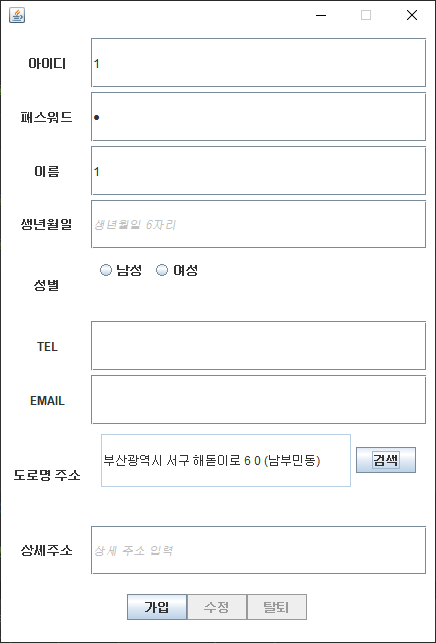 아이디 1
패스워드 •
이름 1
생년월일 생년월일 6자리
성별 남성 여성
TEL
EMAIL
도로명 주소 부산광역시 서구 해돋이로 6 0 (남부민동) 검색
상세주소 상세 주소 입력
가입 수정 탈퇴